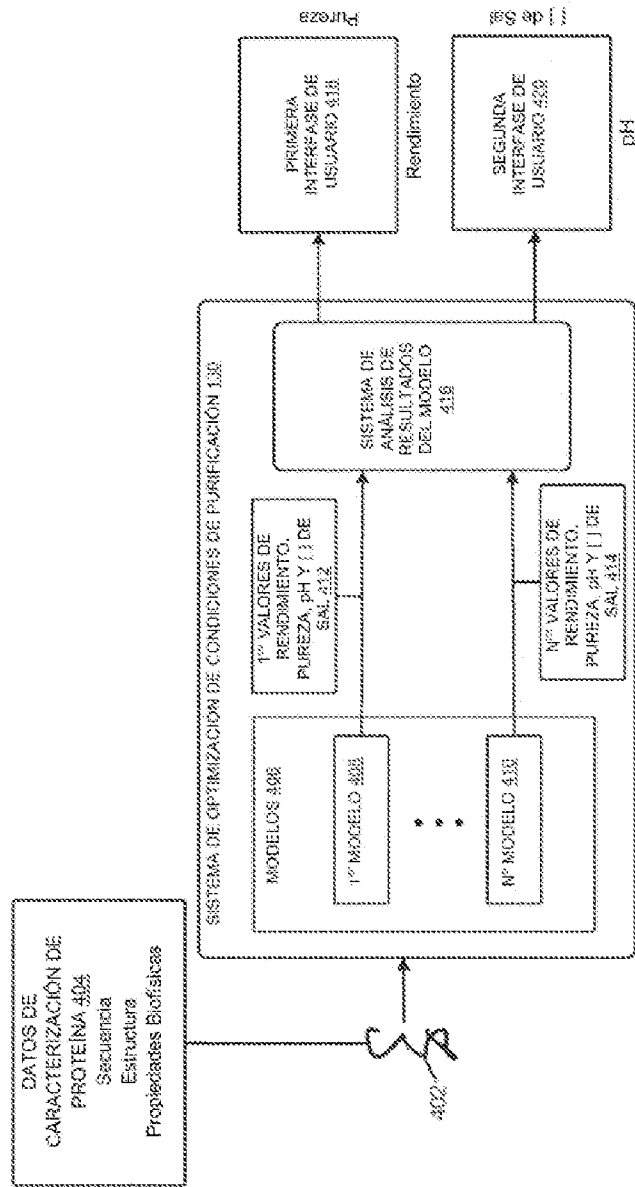 DATOS DE
CARACTERIZACIÓN DE
PROTEÍNA 404
Secuencia
Estructura
Propiedades Biofísicas
402
SISTEMA DE OPTIMIZACIÓN DE CONDICIONES DE PURIFICACIÓN 130
MODELOS 406
1er MODELO 408
N° MODELO 410
1os VALORES DE
RENDIMIENTO,
PUREZA, pH Y [ ] DE
SAL 412
Nos VALORES DE
RENDIMIENTO,
PUREZA, pH Y [ ] DE
SAL 414
SISTEMA DE
ANÁLISIS DE
RESULTADOS
DEL MODELO
416
PRIMERA
INTERFASE DE
USUARIO 418
Pureza
Rendimiento
SEGUNDA
INTERFASE DE
USUARIO 420
[ ] de Sal
pH